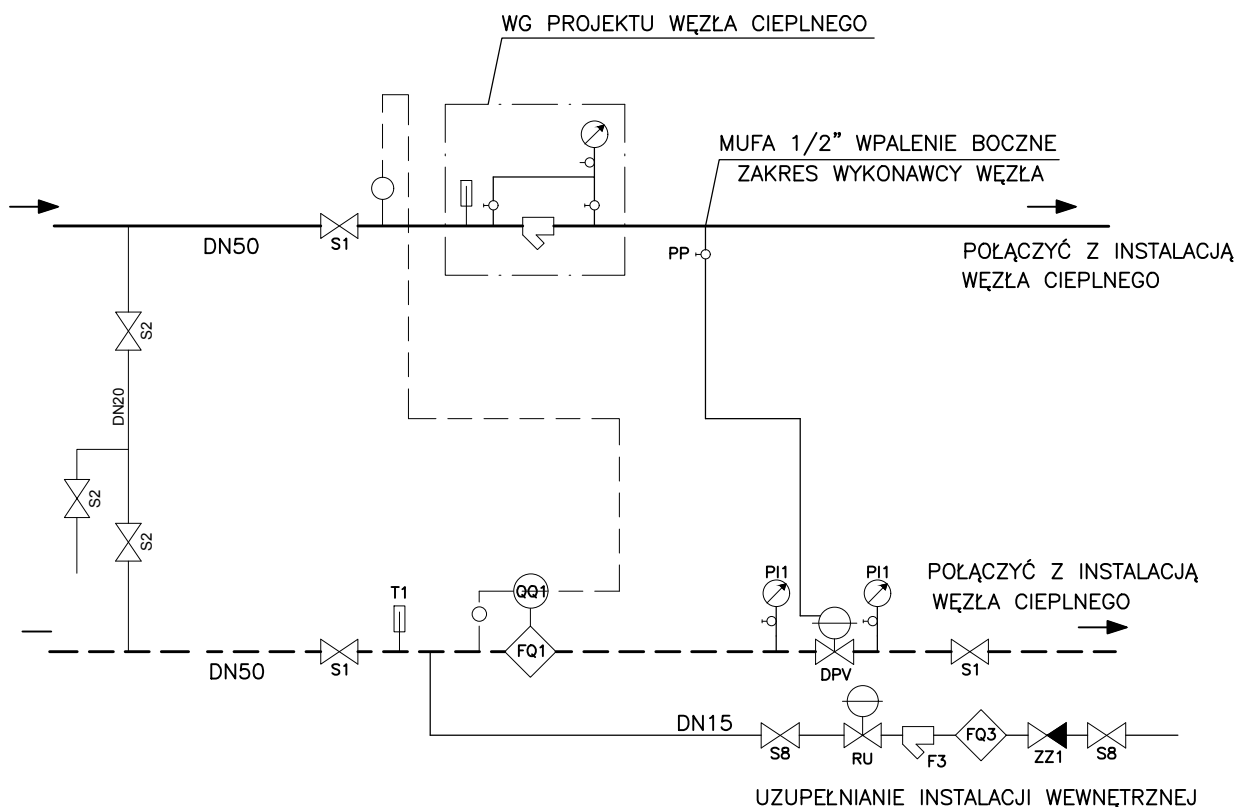 WG PROJEKTU WĘZŁA CIEPLNEGO
MUFA 1/2" WPALENIE BOCZNE
ZAKRES WYKONAWCY WĘZŁA
DN50
S1
PP
POŁĄCZYĆ Z INSTALACJĄ
WĘZŁA CIEPLNEGO
S2
DN20
S2
S2
T1
QQ1
PI1
PI1
POŁĄCZYĆ Z INSTALACJĄ
WĘZŁA CIEPLNEGO
DN50
S1
FQ1
DPV
S1
DN15
S8
RU
F3
FQ3
ZZ1
S8
UZUPEŁNIANIE INSTALACJI WEWNĘTRZNEJ